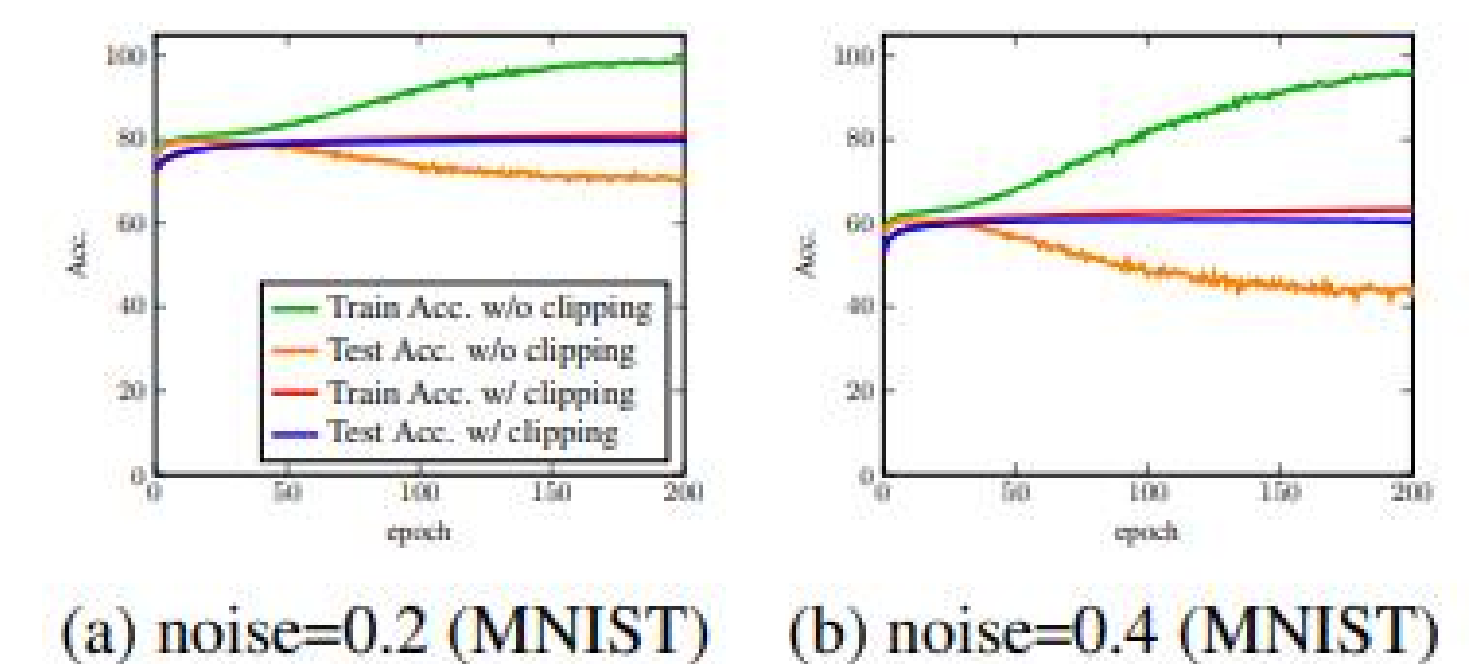 100
80
60
40
20
0
Acc.
0 50 100 150 200
epoch
Train Acc. w/o clipping
Test Acc. w/o clipping
Train Acc. w/ clipping
Test Acc. w/ clipping
(a) noise=0.2 (MNIST)
100
80
60
40
20
0
Acc.
0 50 100 150 200
epoch
(b) noise=0.4 (MNIST)